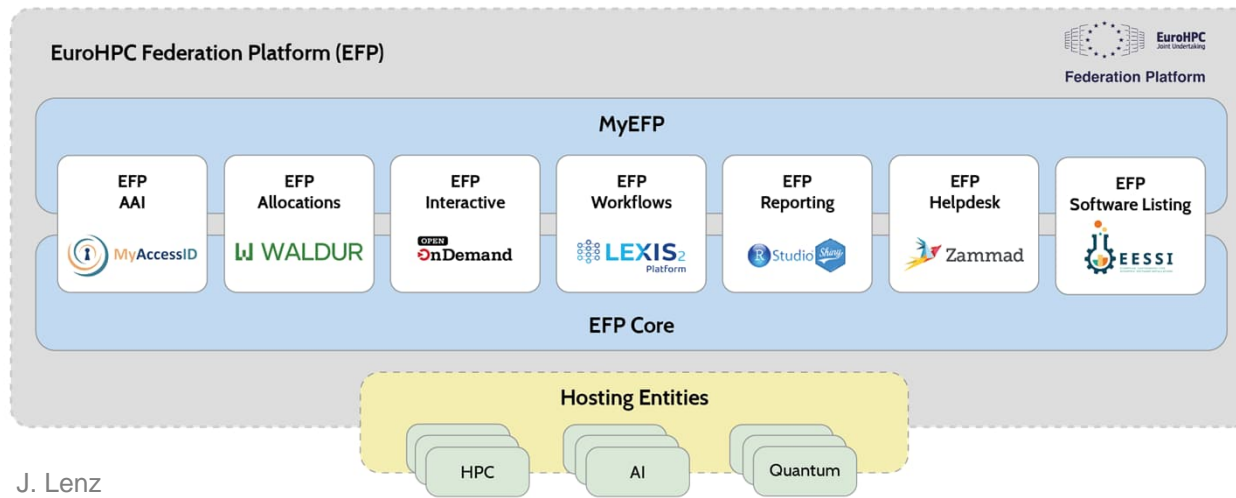 EuroHPC Federation Platform (EFP)
EuroHPC
Joint Undertaking
Federation Platform
MyEFP
EFP
AAI
MyAccessID
EFP
Allocations
WALDUR
EFP
Interactive
OPEN
OnDemand
EFP
Workflows
LEXIS2
Platform
EFP
Reporting
R Studio Shiny
EFP
Helpdesk
Zammad
EFP
Software Listing
EESSI
EFP Core
Hosting Entities
HPC
AI
Quantum
J. Lenz